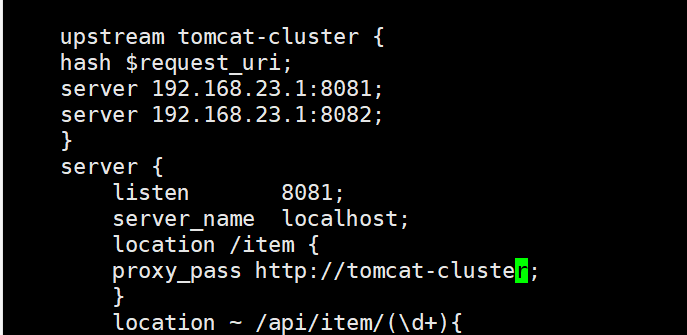 upstream tomcat-cluster {
hash $request_uri;
server 192.168.23.1:8081;
server 192.168.23.1:8082;
}
server {
listen 8081;
server_name localhost;
location /item {
proxy_pass http://tomcat-cluster;
}
location ~ /api/item/(\d+){